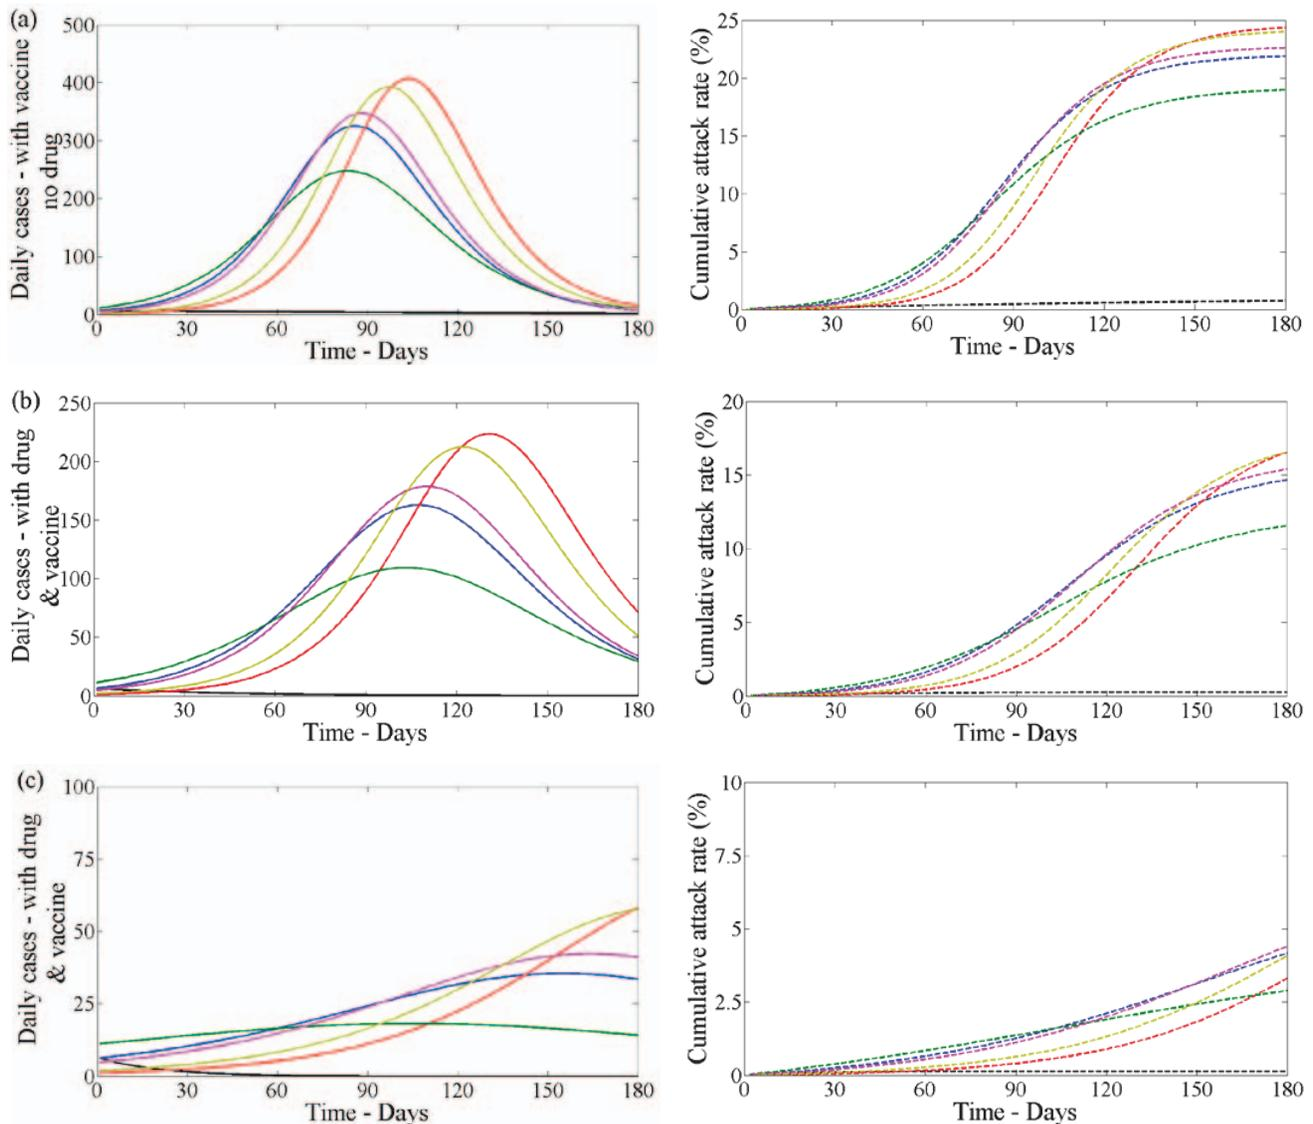 (a)
Daily cases - with vaccine
no drug
500
400
300
200
100
0
0 30 60 90 120 150 180
Time - Days
Cumulative attack rate (%)
25
20
15
10
5
0
0 30 60 90 120 150 180
Time - Days
(b)
Daily cases - with drug
& vaccine
250
200
150
100
50
0
0 30 60 90 120 150 180
Time - Days
Cumulative attack rate (%)
20
15
10
5
0
0 30 60 90 120 150 180
Time - Days
(c)
Daily cases - with drug
& vaccine
100
75
50
25
0
0 30 60 90 120 150 180
Time - Days
Cumulative attack rate (%)
10
7.5
5
2.5
0
0 30 60 90 120 150 180
Time - Days